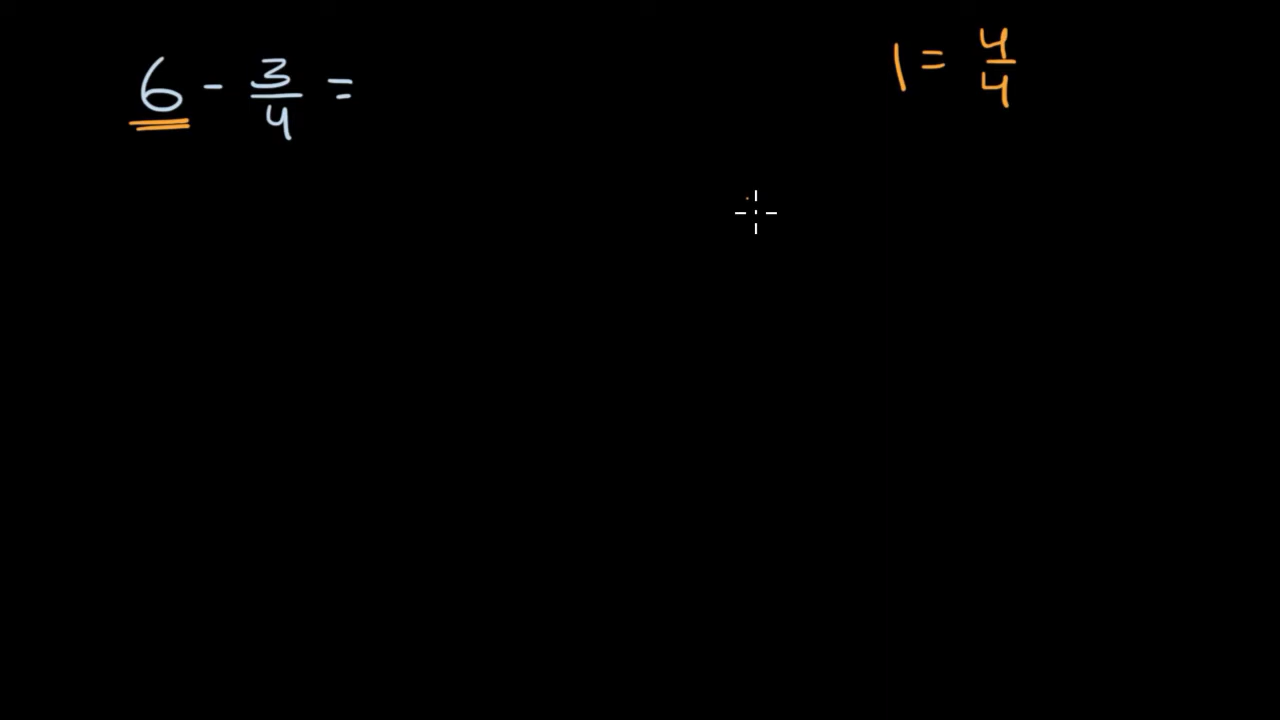 6 - 3/4 =
1 = 4/4